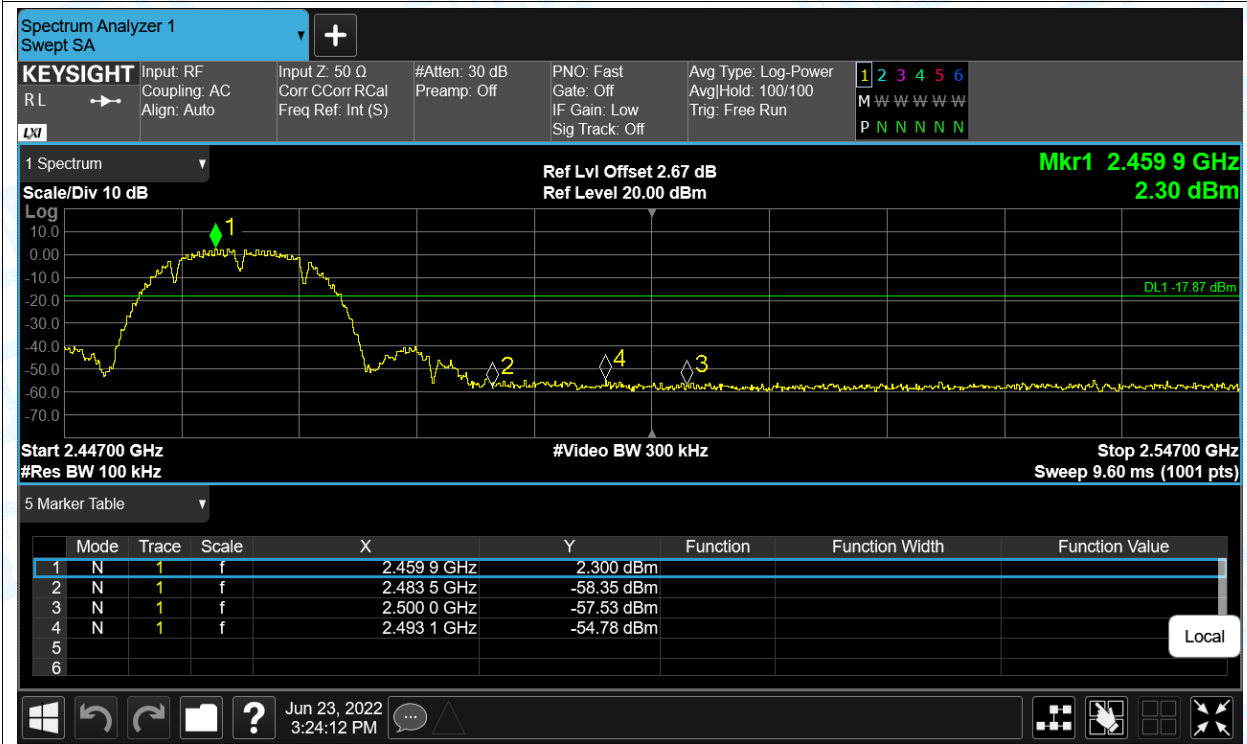 Spectrum Analyzer 1
Swept SA
+
KEYSIGHT
R L
LXI
Input: RF
Coupling: AC
Align: Auto
Input Z: 50 Ω
Corr CCorr RCal
Freq Ref: Int (S)
#Atten: 30 dB
Preamp: Off
PNO: Fast
Gate: Off
IF Gain: Low
Sig Track: Off
Avg Type: Log-Power
Avg|Hold: 100/100
Trig: Free Run
1 2 3 4 5 6
M W W W W W
P N N N N N
1 Spectrum
Scale/Div 10 dB
Ref Lvl Offset 2.67 dB
Ref Level 20.00 dBm
Mkr1 2.459 9 GHz
2.30 dBm
Log
10.0
0.00
-10.0
-20.0
-30.0
-40.0
-50.0
-60.0
-70.0
1
2
4
3
DL1 -17.87 dBm
Start 2.44700 GHz
#Res BW 100 kHz
#Video BW 300 kHz
Stop 2.54700 GHz
Sweep 9.60 ms (1001 pts)
5 Marker Table
Mode Trace Scale X Y Function Function Width Function Value
1 N 1 f 2.459 9 GHz 2.300 dBm
2 N 1 f 2.483 5 GHz -58.35 dBm
3 N 1 f 2.500 0 GHz -57.53 dBm
4 N 1 f 2.493 1 GHz -54.78 dBm
5
6
Local
?
Jun 23, 2022
3:24:12 PM